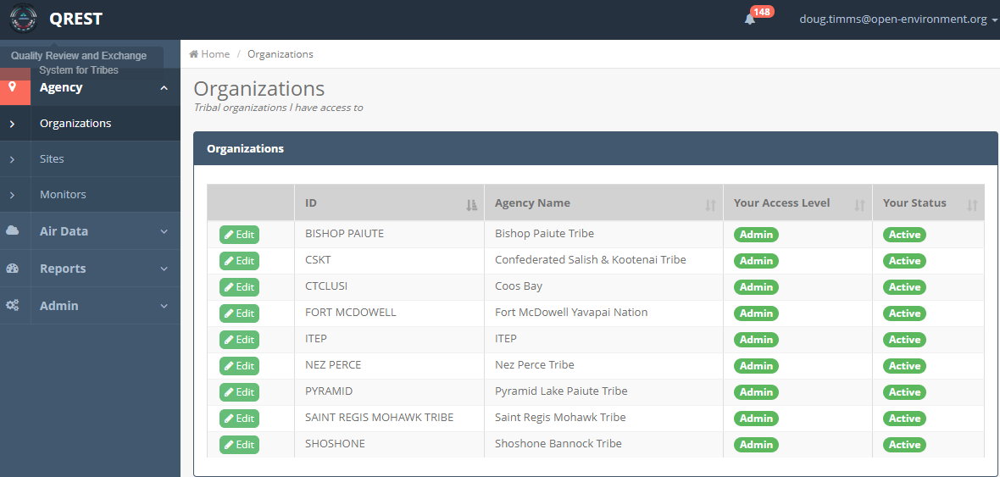 QREST
148
doug.timms@open-environment.org
Quality Review and Exchange
System for Tribes
Home / Organizations
Agency
Organizations
Sites
Monitors
Air Data
Reports
Admin
Organizations
Tribal organizations I have access to
Organizations
ID Agency Name Your Access Level Your Status
Edit BISHOP PAIUTE Bishop Paiute Tribe Admin Active
Edit CSKT Confederated Salish & Kootenai Tribe Admin Active
Edit CTCLUSI Coos Bay Admin Active
Edit FORT MCDOWELL Fort McDowell Yavapai Nation Admin Active
Edit ITEP ITEP Admin Active
Edit NEZ PERCE Nez Perce Tribe Admin Active
Edit PYRAMID Pyramid Lake Paiute Tribe Admin Active
Edit SAINT REGIS MOHAWK TRIBE Saint Regis Mohawk Tribe Admin Active
Edit SHOSHONE Shoshone Bannock Tribe Admin Active